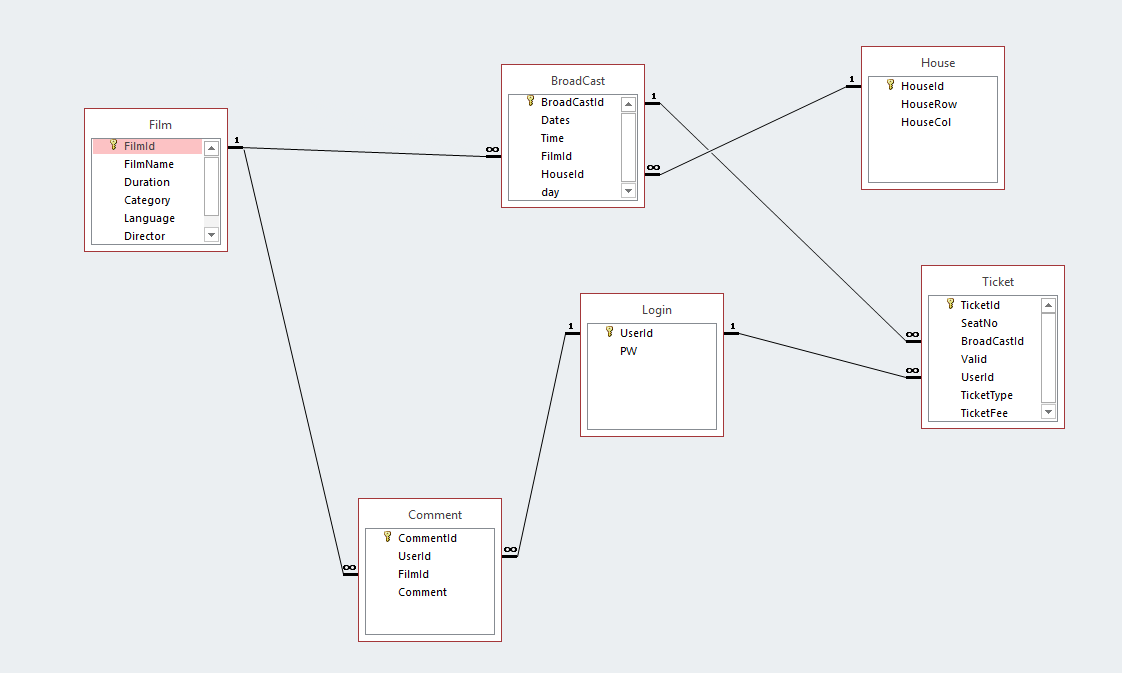 Film
FilmId
FilmName
Duration
Category
Language
Director
1
∞
BroadCast
BroadCastId
Dates
Time
FilmId
HouseId
day
1
∞
House
HouseId
HouseRow
HouseCol
1
Login
UserId
PW
1
1
Ticket
TicketId
SeatNo
BroadCastId
Valid
UserId
TicketType
TicketFee
∞
∞
Comment
CommentId
UserId
FilmId
Comment
∞
∞